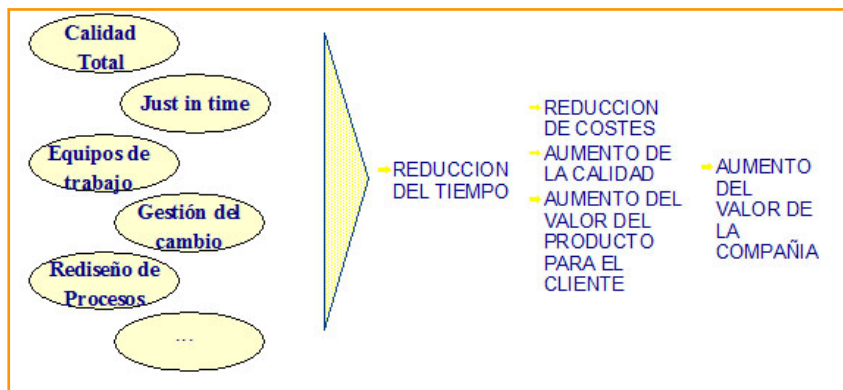 Calidad
Total
Just in time
Equipos de
trabajo
Gestión del
cambio
Rediseño de
Procesos
...
REDUCCION
DEL TIEMPO
REDUCCION
DE COSTES
AUMENTO DE
LA CALIDAD
AUMENTO DEL
VALOR DEL
PRODUCTO
PARA EL
CLIENTE
AUMENTO
DEL
VALOR DE
LA
COMPAÑIA